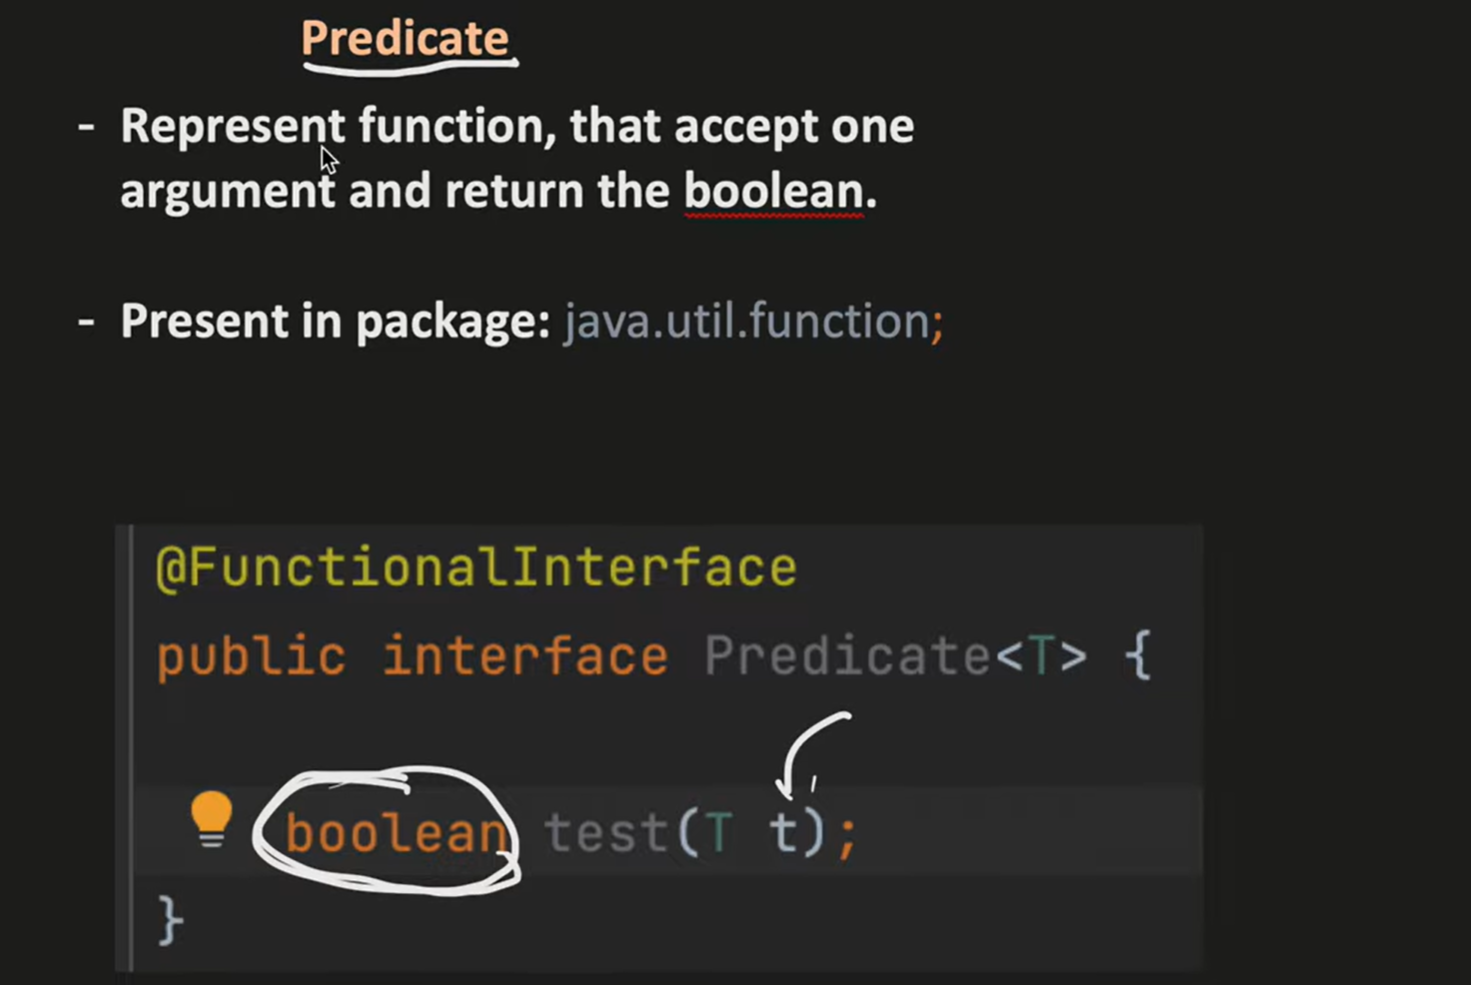 Predicate
- Represent function, that accept one
argument and return the boolean.
- Present in package: java.util.function;
@FunctionalInterface
public interface Predicate<T> {
boolean test(T t);
}